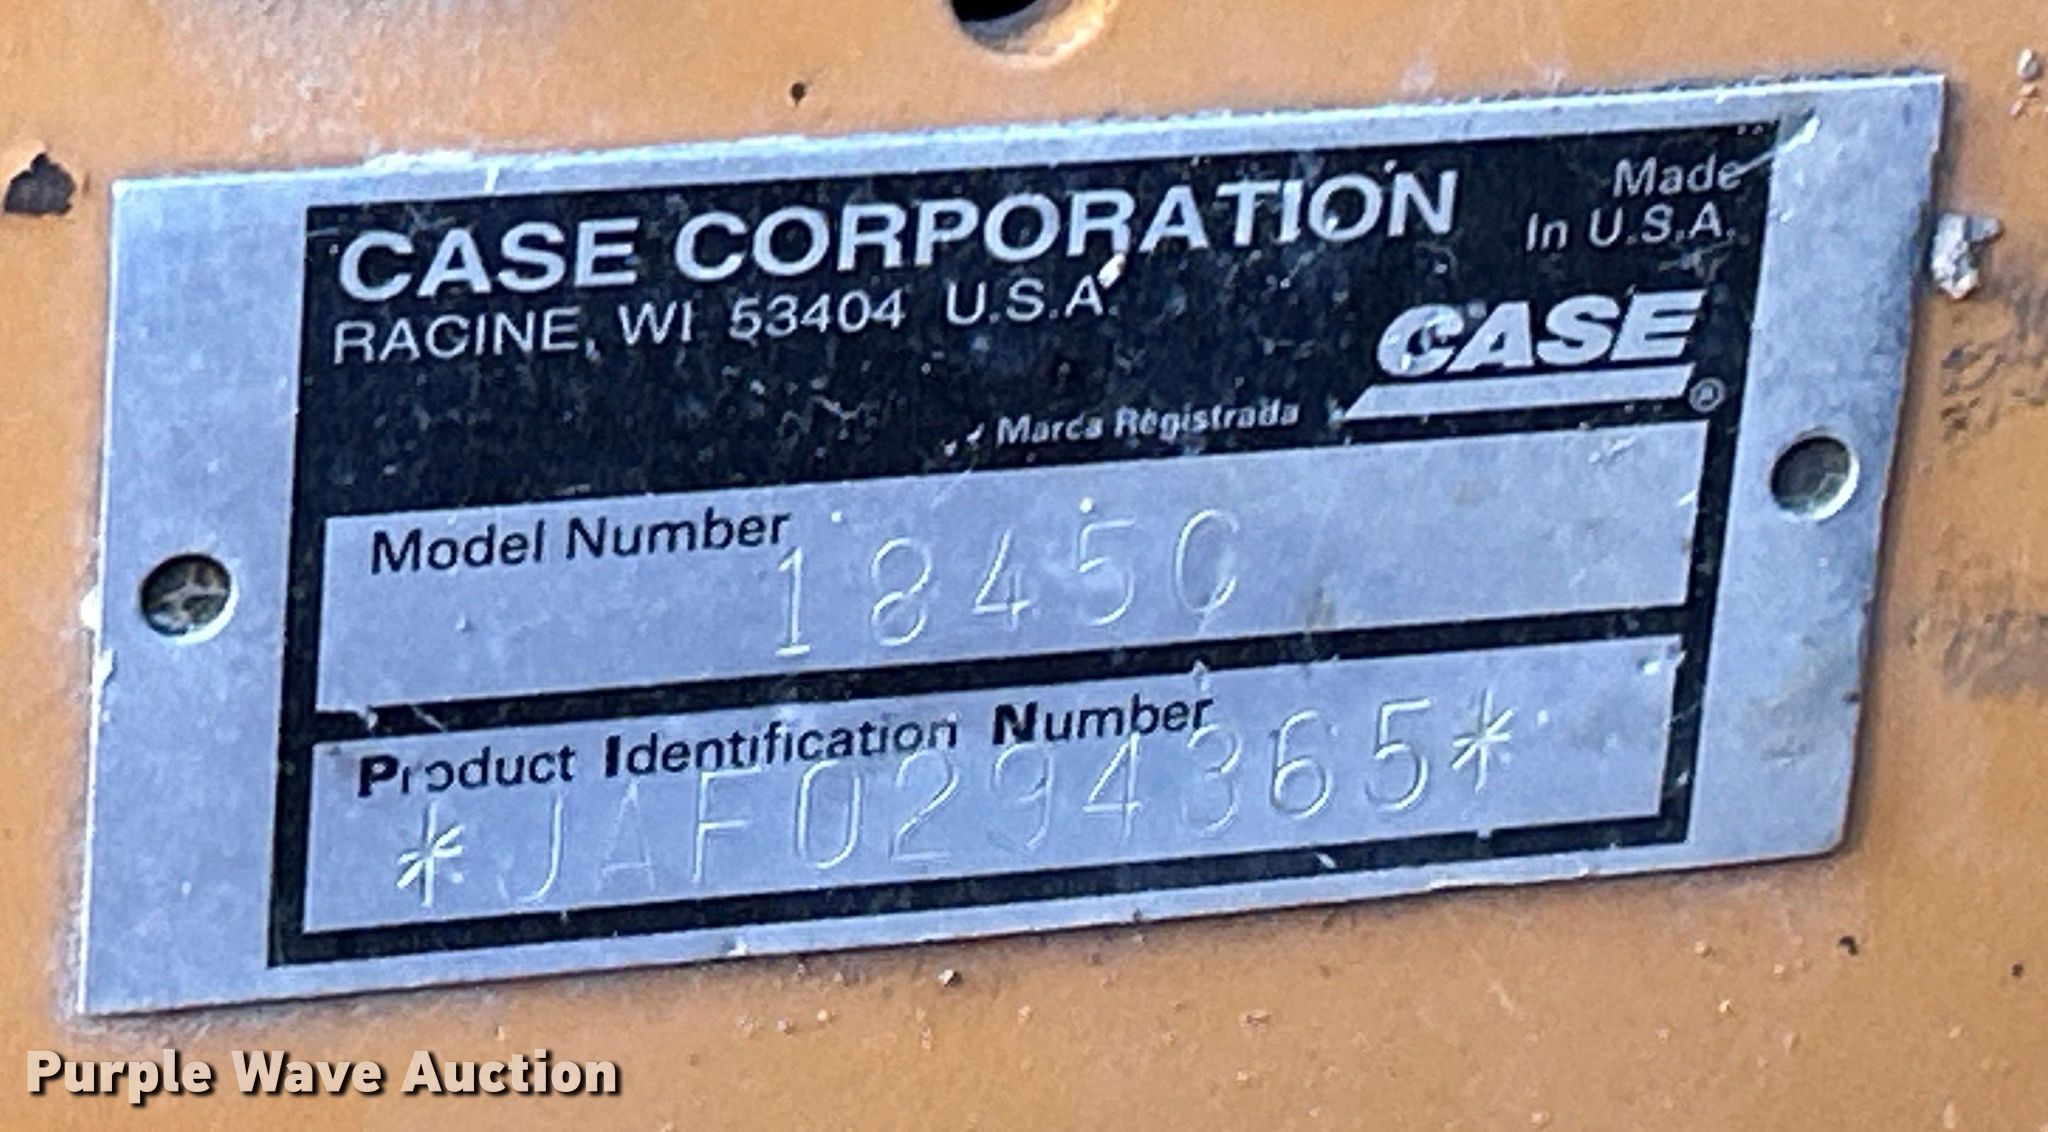 CASE CORPORATION
Made
In U.S.A.
RACINE, WI 53404 U.S.A.
CASE
®
Marca Registrada
Model Number
1845C
Product Identification Number
*JAF0294365*
Purple Wave Auction